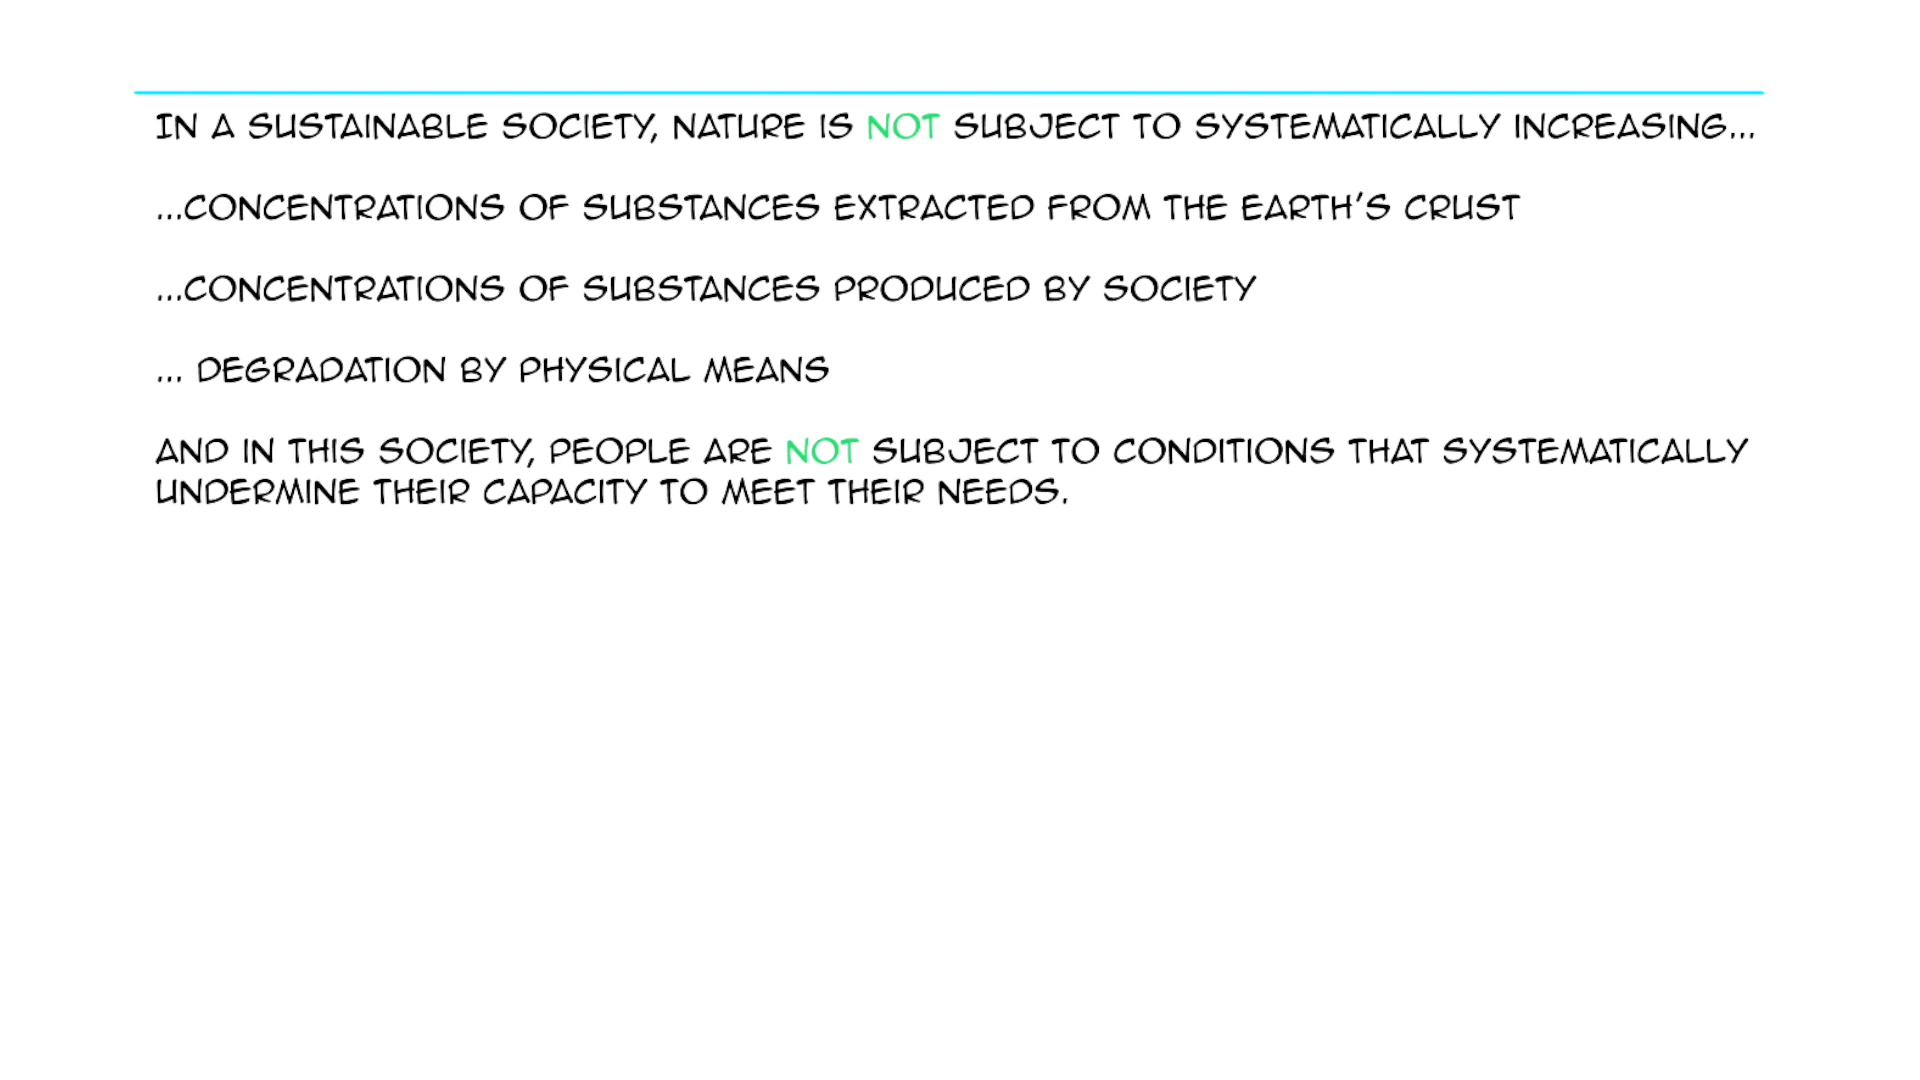 IN A SUSTAINABLE SOCIETY, NATURE IS NOT SUBJECT TO SYSTEMATICALLY INCREASING...
...CONCENTRATIONS OF SUBSTANCES EXTRACTED FROM THE EARTH'S CRUST
...CONCENTRATIONS OF SUBSTANCES PRODUCED BY SOCIETY
... DEGRADATION BY PHYSICAL MEANS
AND IN THIS SOCIETY, PEOPLE ARE NOT SUBJECT TO CONDITIONS THAT SYSTEMATICALLY
UNDERMINE THEIR CAPACITY TO MEET THEIR NEEDS.